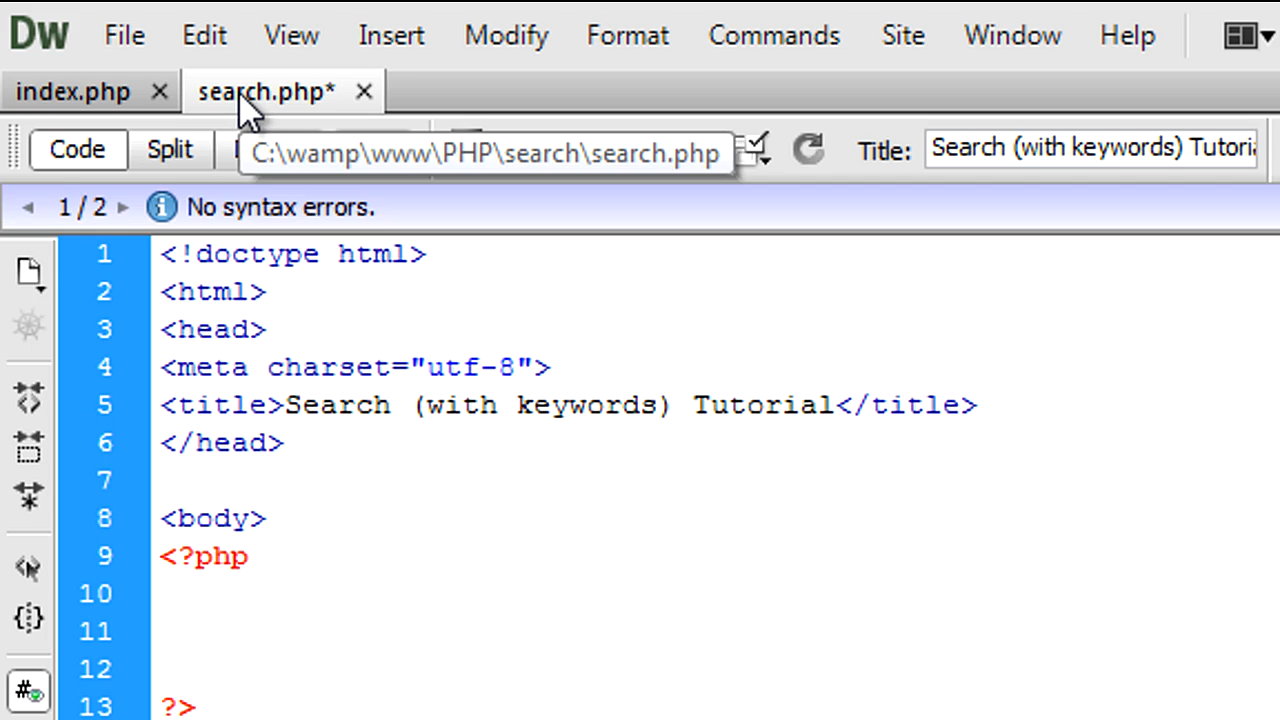 Dw File Edit View Insert Modify Format Commands Site Window Help
index.php search.php*
Code Split C:\wamp\www\PHP\search\search.php Title: Search (with keywords) Tutori
1 / 2 No syntax errors.
1 <!doctype html>
2 <html>
3 <head>
4 <meta charset="utf-8">
5 <title>Search (with keywords) Tutorial</title>
6 </head>
7
8 <body>
9 <?php
10
11
12
13 ?>